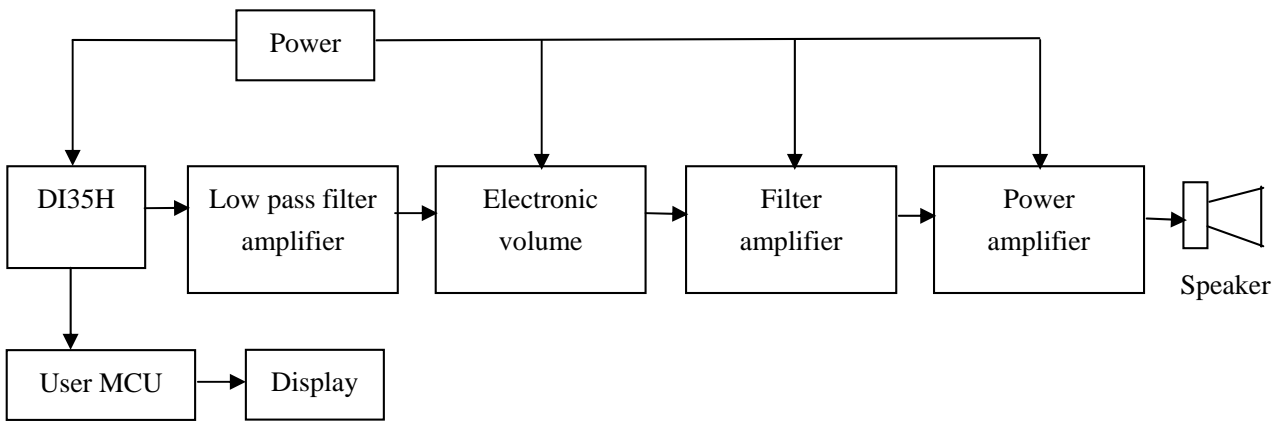 Power
DI35H
Low pass filter
amplifier
Electronic
volume
Filter
amplifier
Power
amplifier
Speaker
User MCU
Display